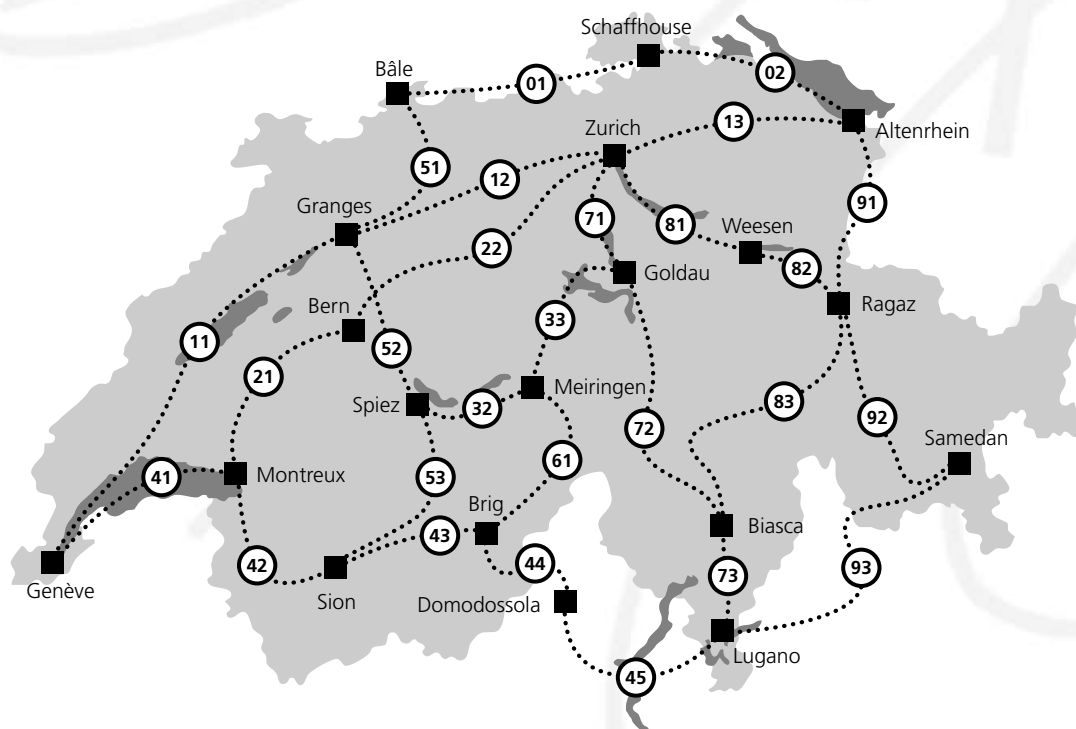 Schaffhouse
Bâle
02
01
Zurich
13
Altenrhein
51
12
Granges
91
71
81
Weesen
22
82
Goldau
Bern
Ragaz
33
11
52
21
Meiringen
Spiez
32
83
92
72
Samedan
61
41
Montreux
53
Brig
43
Biasca
42
44
93
73
Genève
Sion
Domodossola
Lugano
45